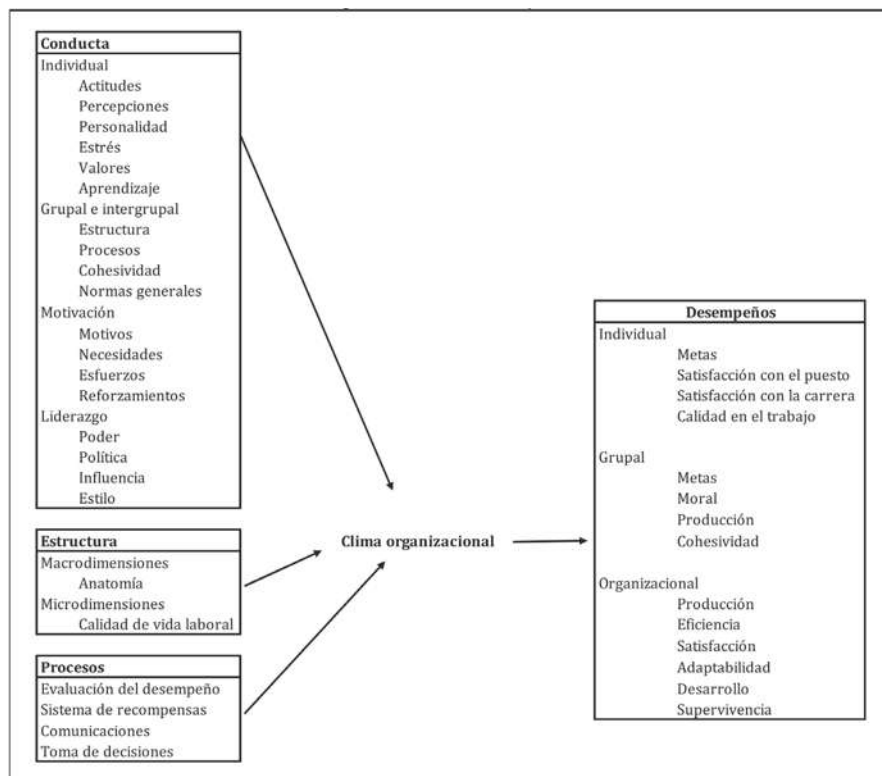 Conducta
Individual
Actitudes
Percepciones
Personalidad
Estrés
Valores
Aprendizaje
Grupal e intergrupal
Estructura
Procesos
Cohesividad
Normas generales
Motivación
Motivos
Necesidades
Esfuerzos
Reforzamientos
Liderazgo
Poder
Política
Influencia
Estilo
Estructura
Macrodimensiones
Anatomía
Microdimensiones
Calidad de vida laboral
Procesos
Evaluación del desempeño
Sistema de recompensas
Comunicaciones
Toma de decisiones
Clima organizacional
Desempeños
Individual
Metas
Satisfacción con el puesto
Satisfacción con la carrera
Calidad en el trabajo
Grupal
Metas
Moral
Producción
Cohesividad
Organizacional
Producción
Eficiencia
Satisfacción
Adaptabilidad
Desarrollo
Supervivencia